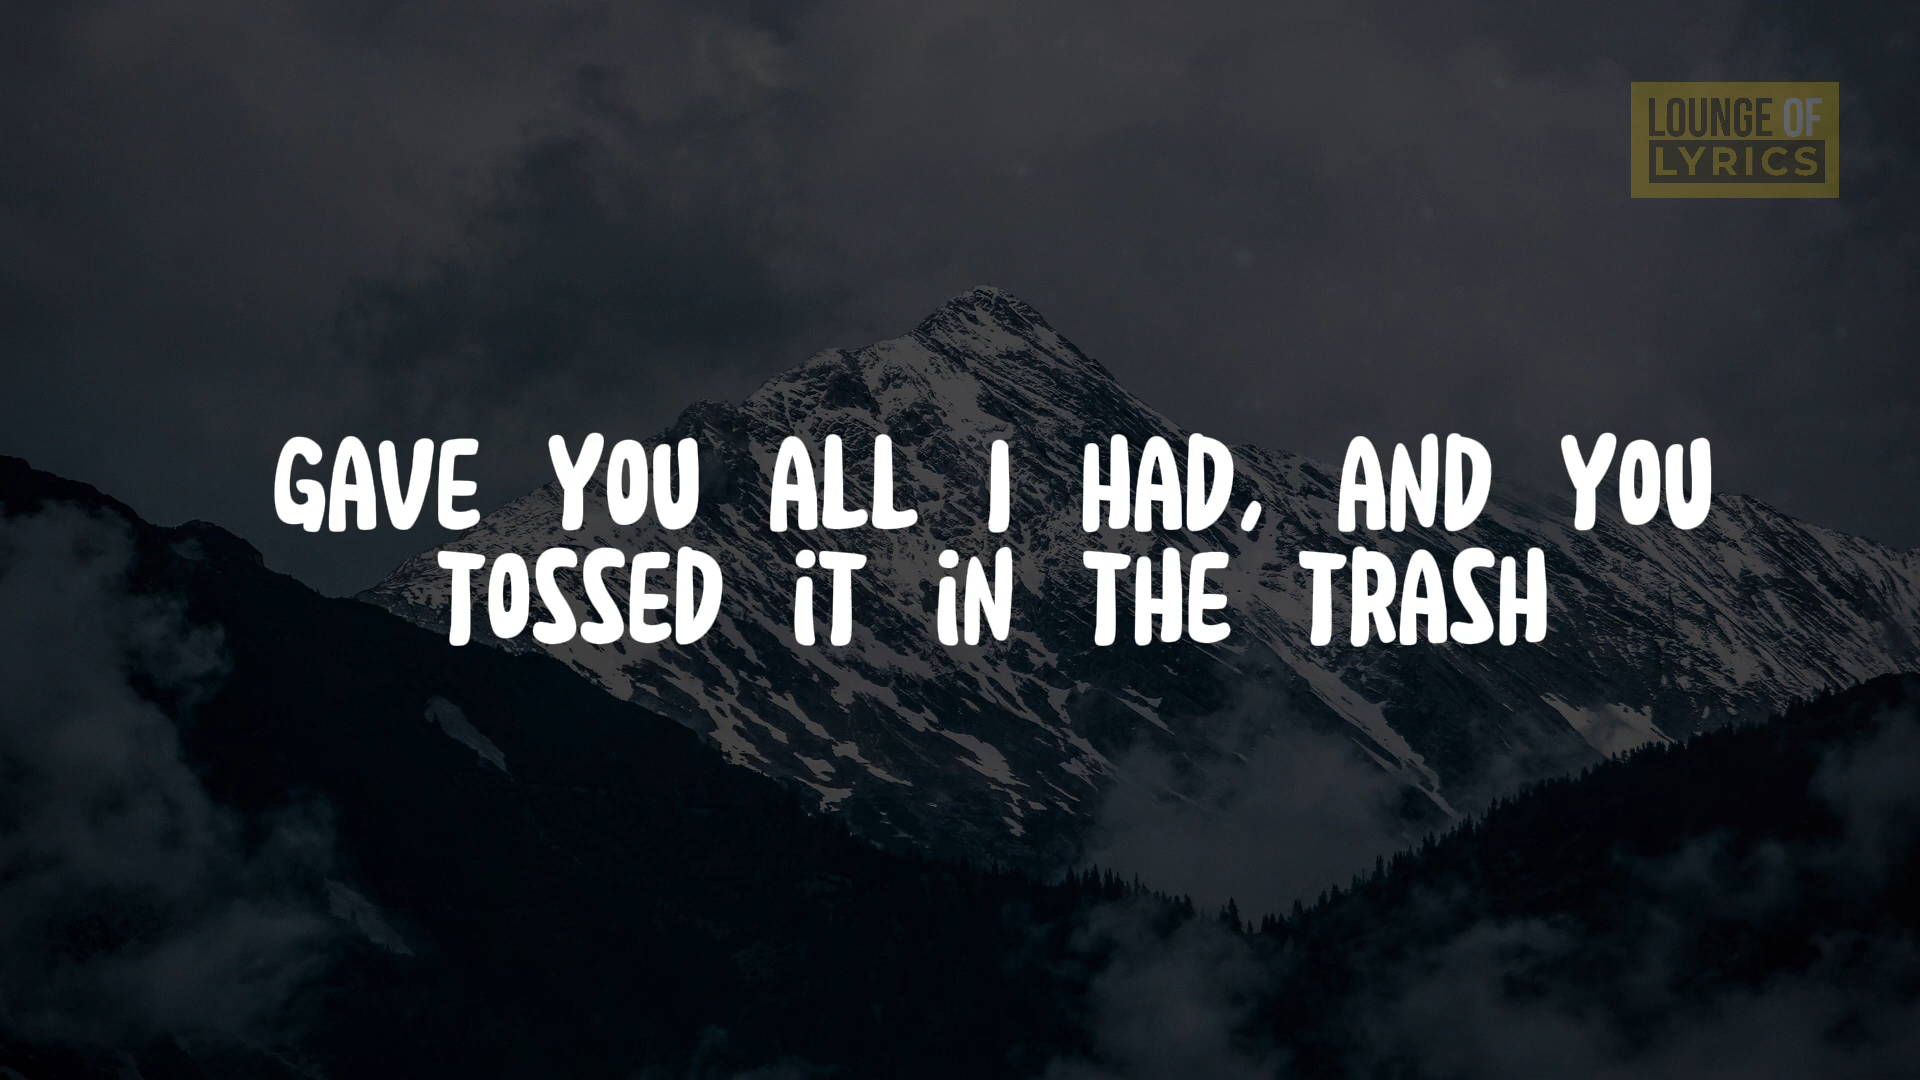 LOUNGE OF
LYRICS
GAVE YOU ALL I HAD, AND YOU
TOSSED iT iN THE TRASH